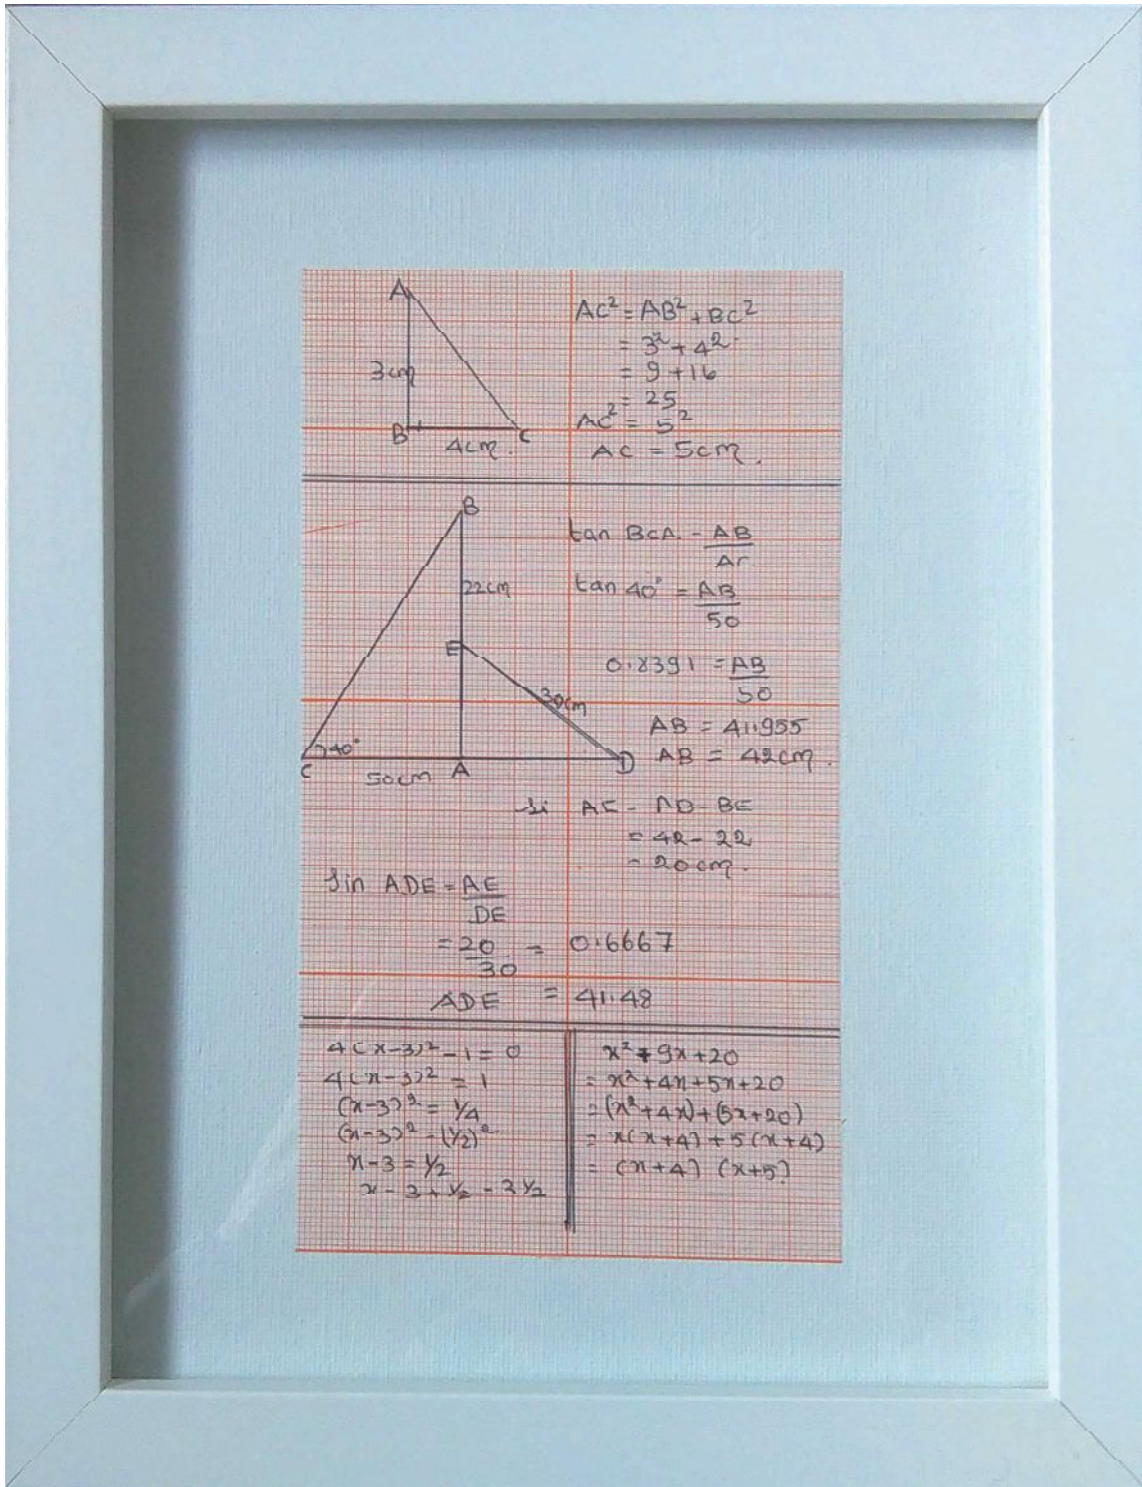 A
3cm
B
4cm.
C
AC² = AB² + BC²
= 3² + 4²
= 9 + 16
= 25
AC² = 5²
AC = 5cm.
B
22cm
E
30cm
40°
C
50cm
A
D
tan BCA = AB
AC
tan 40° = AB
50
0.8391 = AB
50
AB = 41.955
AB = 42cm.
= 42 - 22
= 20cm.
Sin ADE = AE
DE
= 20 = 0.6667
30
ADE = 41.48
4(x-3)² - 1 = 0
4(x-3)² = 1
(x-3)² = 1/4
(x-3)² = (1/2)²
x-3 = 1/2
x = 3 + 1/2 = 3 1/2
x² + 9x + 20
= x² + 4x + 5x + 20
= (x² + 4x) + (5x + 20)
= x(x+4) + 5(x+4)
= (x+4) (x+5)